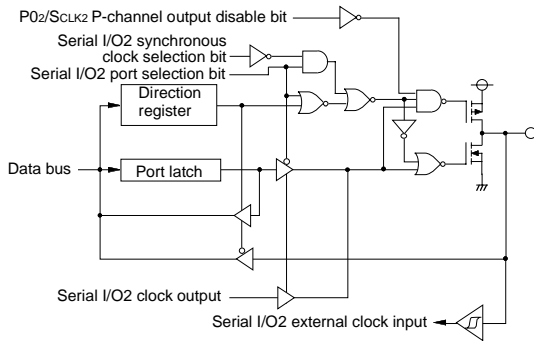 P02/SCLK2 P-channel output disable bit
Serial I/O2 synchronous
clock selection bit
Serial I/O2 port selection bit
Direction
register
Data bus
Port latch
Serial I/O2 clock output
Serial I/O2 external clock input